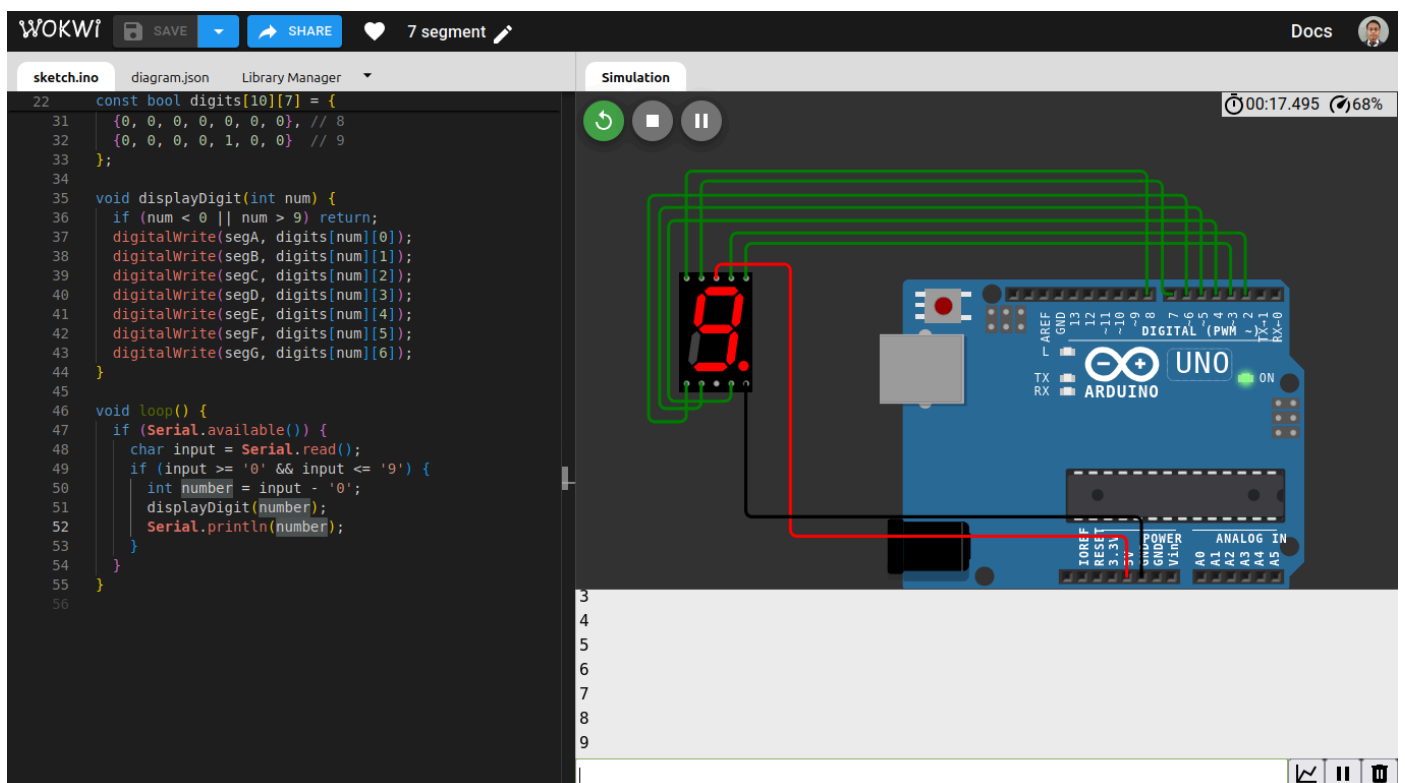 WOKWi SAVE SHARE 7 segment Docs
sketch.ino diagram.json Library Manager
22 const bool digits[10][7] = {
31 {0, 0, 0, 0, 0, 0, 0}, // 8
32 {0, 0, 0, 0, 1, 0, 0} // 9
33 };
34
35 void displayDigit(int num) {
36 if (num < 0 || num > 9) return;
37 digitalWrite(segA, digits[num][0]);
38 digitalWrite(segB, digits[num][1]);
39 digitalWrite(segC, digits[num][2]);
40 digitalWrite(segD, digits[num][3]);
41 digitalWrite(segE, digits[num][4]);
42 digitalWrite(segF, digits[num][5]);
43 digitalWrite(segG, digits[num][6]);
44 }
45
46 void loop() {
47 if (Serial.available()) {
48 char input = Serial.read();
49 if (input >= '0' && input <= '9') {
50 int number = input - '0';
51 displayDigit(number);
52 Serial.println(number);
53 }
54 }
55 }
56
Simulation
00:17.495 68%
9.
AREF
GND
13
12
~11
~10
~9
8
7
~6
~5
4
~3
2
TX→1
RX←0
DIGITAL (PWM ~)
L
TX
RX
UNO
ARDUINO
ON
IOREF
RESET
3.3V
5V
GND
GND
Vin
POWER
ANALOG IN
A0
A1
A2
A3
A4
A5
3
4
5
6
7
8
9